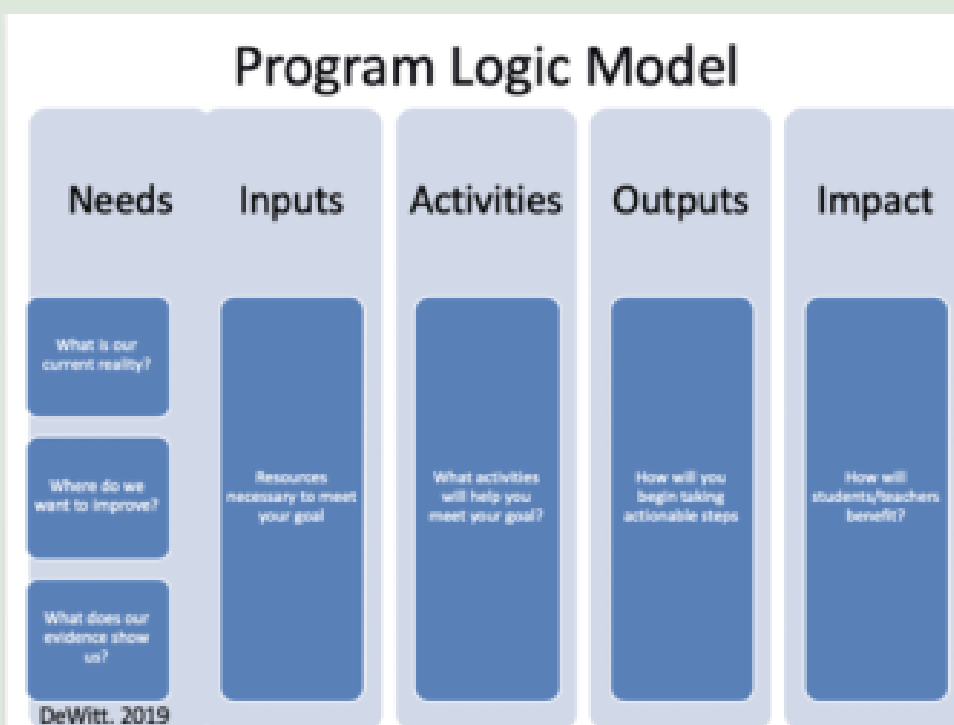 Program Logic Model
Needs
What is our
current reality?
Where do we
want to improve?
What does our
evidence show
us?
Inputs
Resources
necessary to meet
your goal
Activities
What activities
will help you
meet your goal?
Outputs
How will you
begin taking
actionable steps
Impact
How will
students/teachers
benefit?
DeWitt. 2019